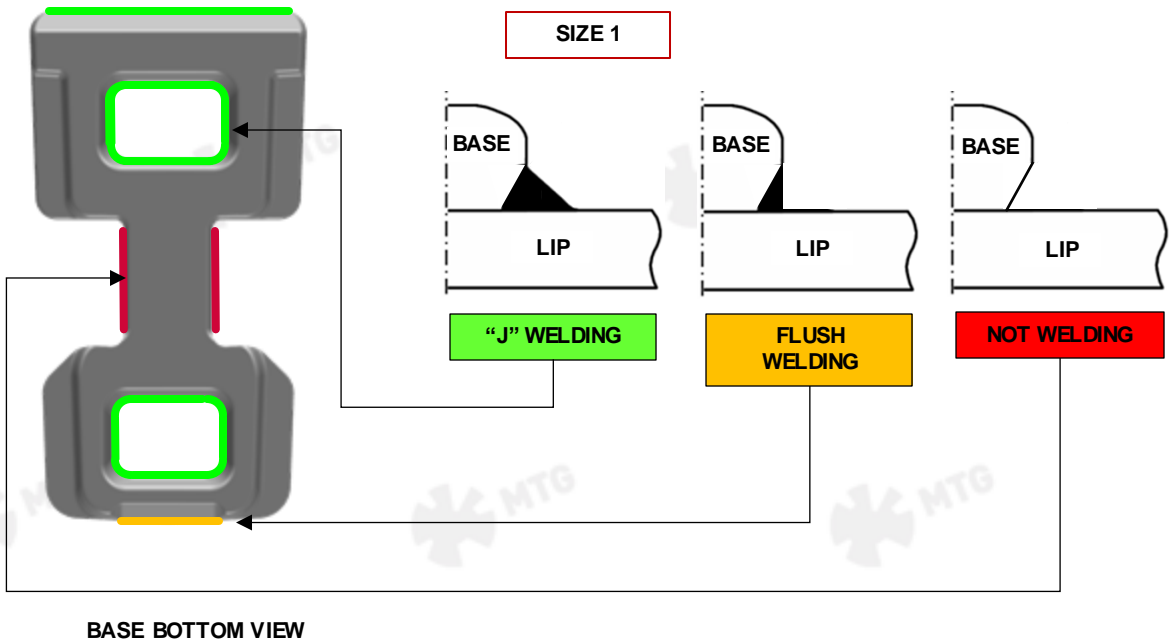 SIZE 1
BASE
BASE
BASE
LIP
LIP
LIP
“J” WELDING
FLUSH
WELDING
NOT WELDING
MTG
MTG
MTG
BASE BOTTOM VIEW